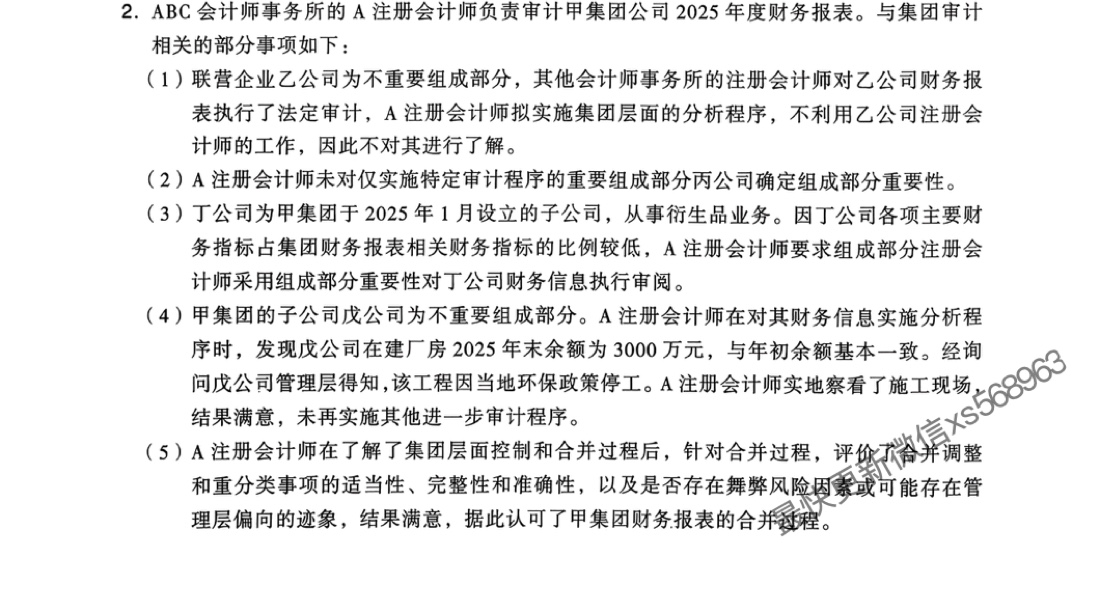 2. ABC 会计师事务所的 A 注册会计师负责审计甲集团公司 2025 年度财务报表。与集团审计
相关的部分事项如下：
（1）联营企业乙公司为不重要组成部分，其他会计师事务所的注册会计师对乙公司财务报
表执行了法定审计，A 注册会计师拟实施集团层面的分析程序，不利用乙公司注册会
计师的工作，因此不对其进行了解。
（2）A 注册会计师未对仅实施特定审计程序的重要组成部分丙公司确定组成部分重要性。
（3）丁公司为甲集团于 2025 年 1 月设立的子公司，从事衍生品业务。因丁公司各项主要财
务指标占集团财务报表相关财务指标的比例较低，A 注册会计师要求组成部分注册会
计师采用组成部分重要性对丁公司财务信息执行审阅。
（4）甲集团的子公司戊公司为不重要组成部分。A 注册会计师在对其财务信息实施分析程
序时，发现戊公司在建厂房 2025 年末余额为 3000 万元，与年初余额基本一致。经询
问戊公司管理层得知，该工程因当地环保政策停工。A 注册会计师实地察看了施工现场，
结果满意，未再实施其他进一步审计程序。
（5）A 注册会计师在了解了集团层面控制和合并过程后，针对合并过程，评价了合并调整
和重分类事项的适当性、完整性和准确性，以及是否存在舞弊风险因素或可能存在管
理层偏向的迹象，结果满意，据此认可了甲集团财务报表的合并过程。
最快更新微信xs568963